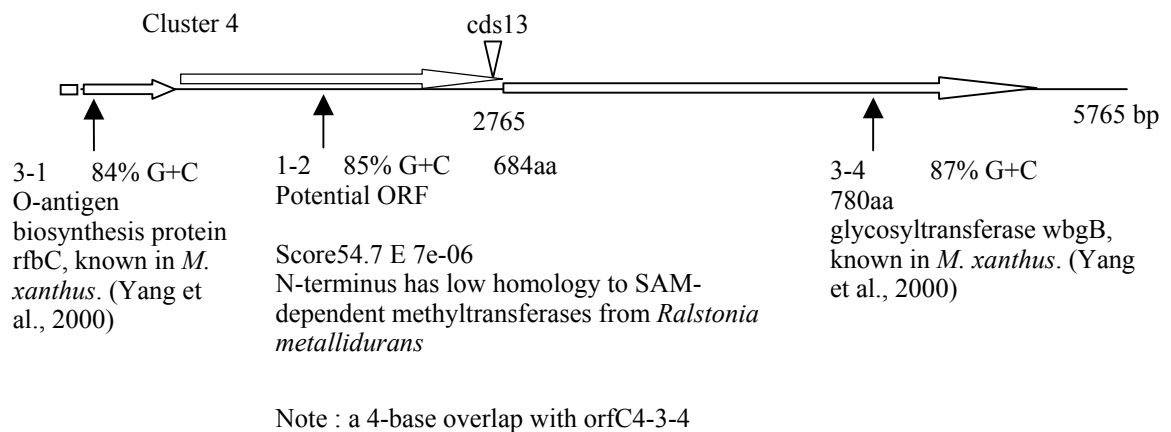 Cluster 4
cds13
2765
5765 bp
3-1 84% G+C
O-antigen
biosynthesis protein
rfbC, known in M.
xanthus. (Yang et
al., 2000)
1-2 85% G+C 684aa
Potential ORF
Score54.7 E 7e-06
N-terminus has low homology to SAM-
dependent methyltransferases from Ralstonia
metallidurans
Note : a 4-base overlap with orfC4-3-4
3-4 87% G+C
780aa
glycosyltransferase wbgB,
known in M. xanthus. (Yang
et al., 2000)